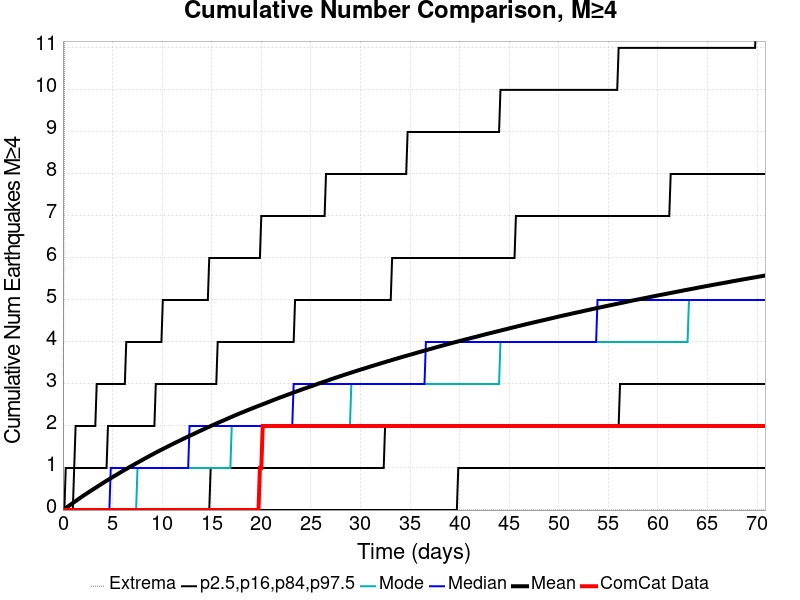 Cumulative Number Comparison, M≥4
Cumulative Num Earthquakes M≥4
11
10
9
8
7
6
5
4
3
2
1
0
0 5 10 15 20 25 30 35 40 45 50 55 60 65 70
Time (days)
Extrema p2.5,p16,p84,p97.5 Mode Median Mean ComCat Data